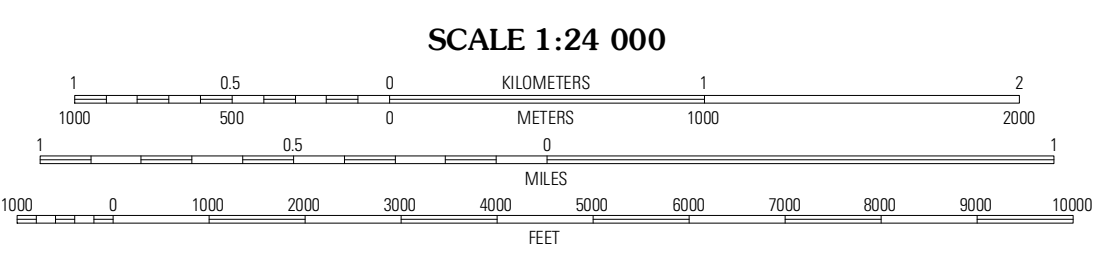 SCALE 1:24 000
1 0.5 0 KILOMETERS 1 2
1000 500 0 METERS 1000 2000
1 0.5 0 1
MILES
1000 0 1000 2000 3000 4000 5000 6000 7000 8000 9000 10000
FEET